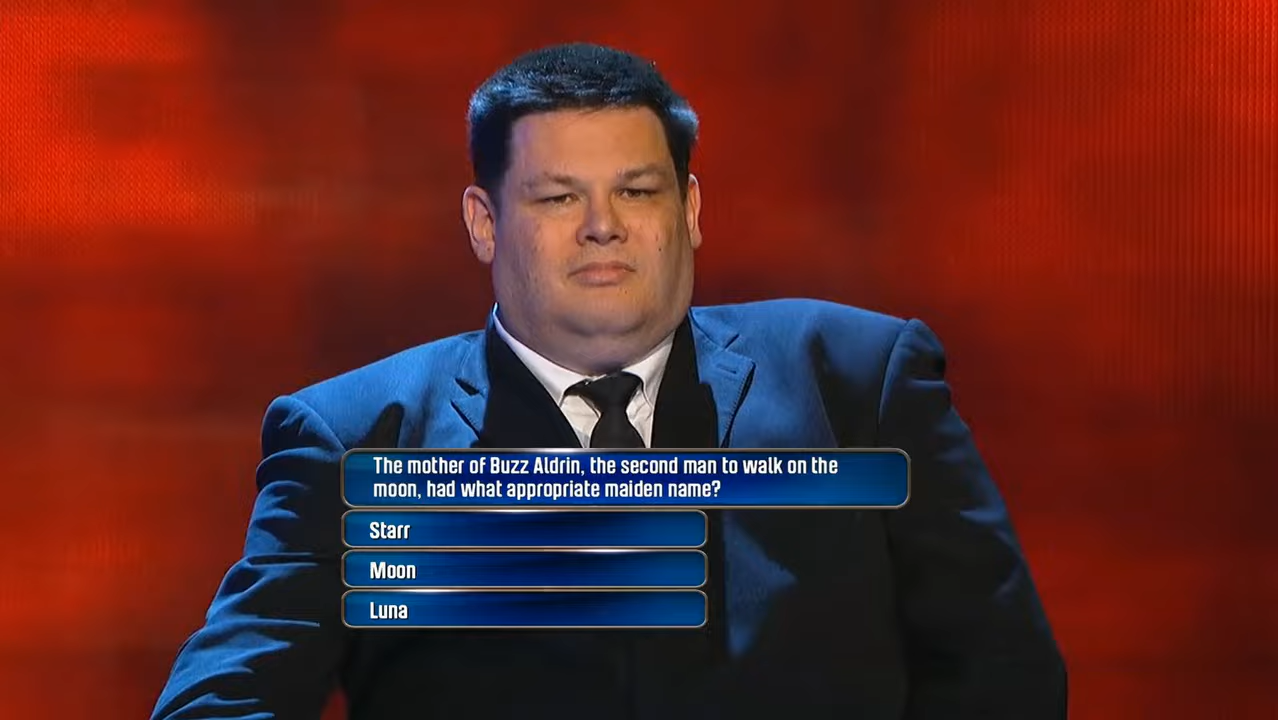 The mother of Buzz Aldrin, the second man to walk on the
moon, had what appropriate maiden name?
Starr
Moon
Luna